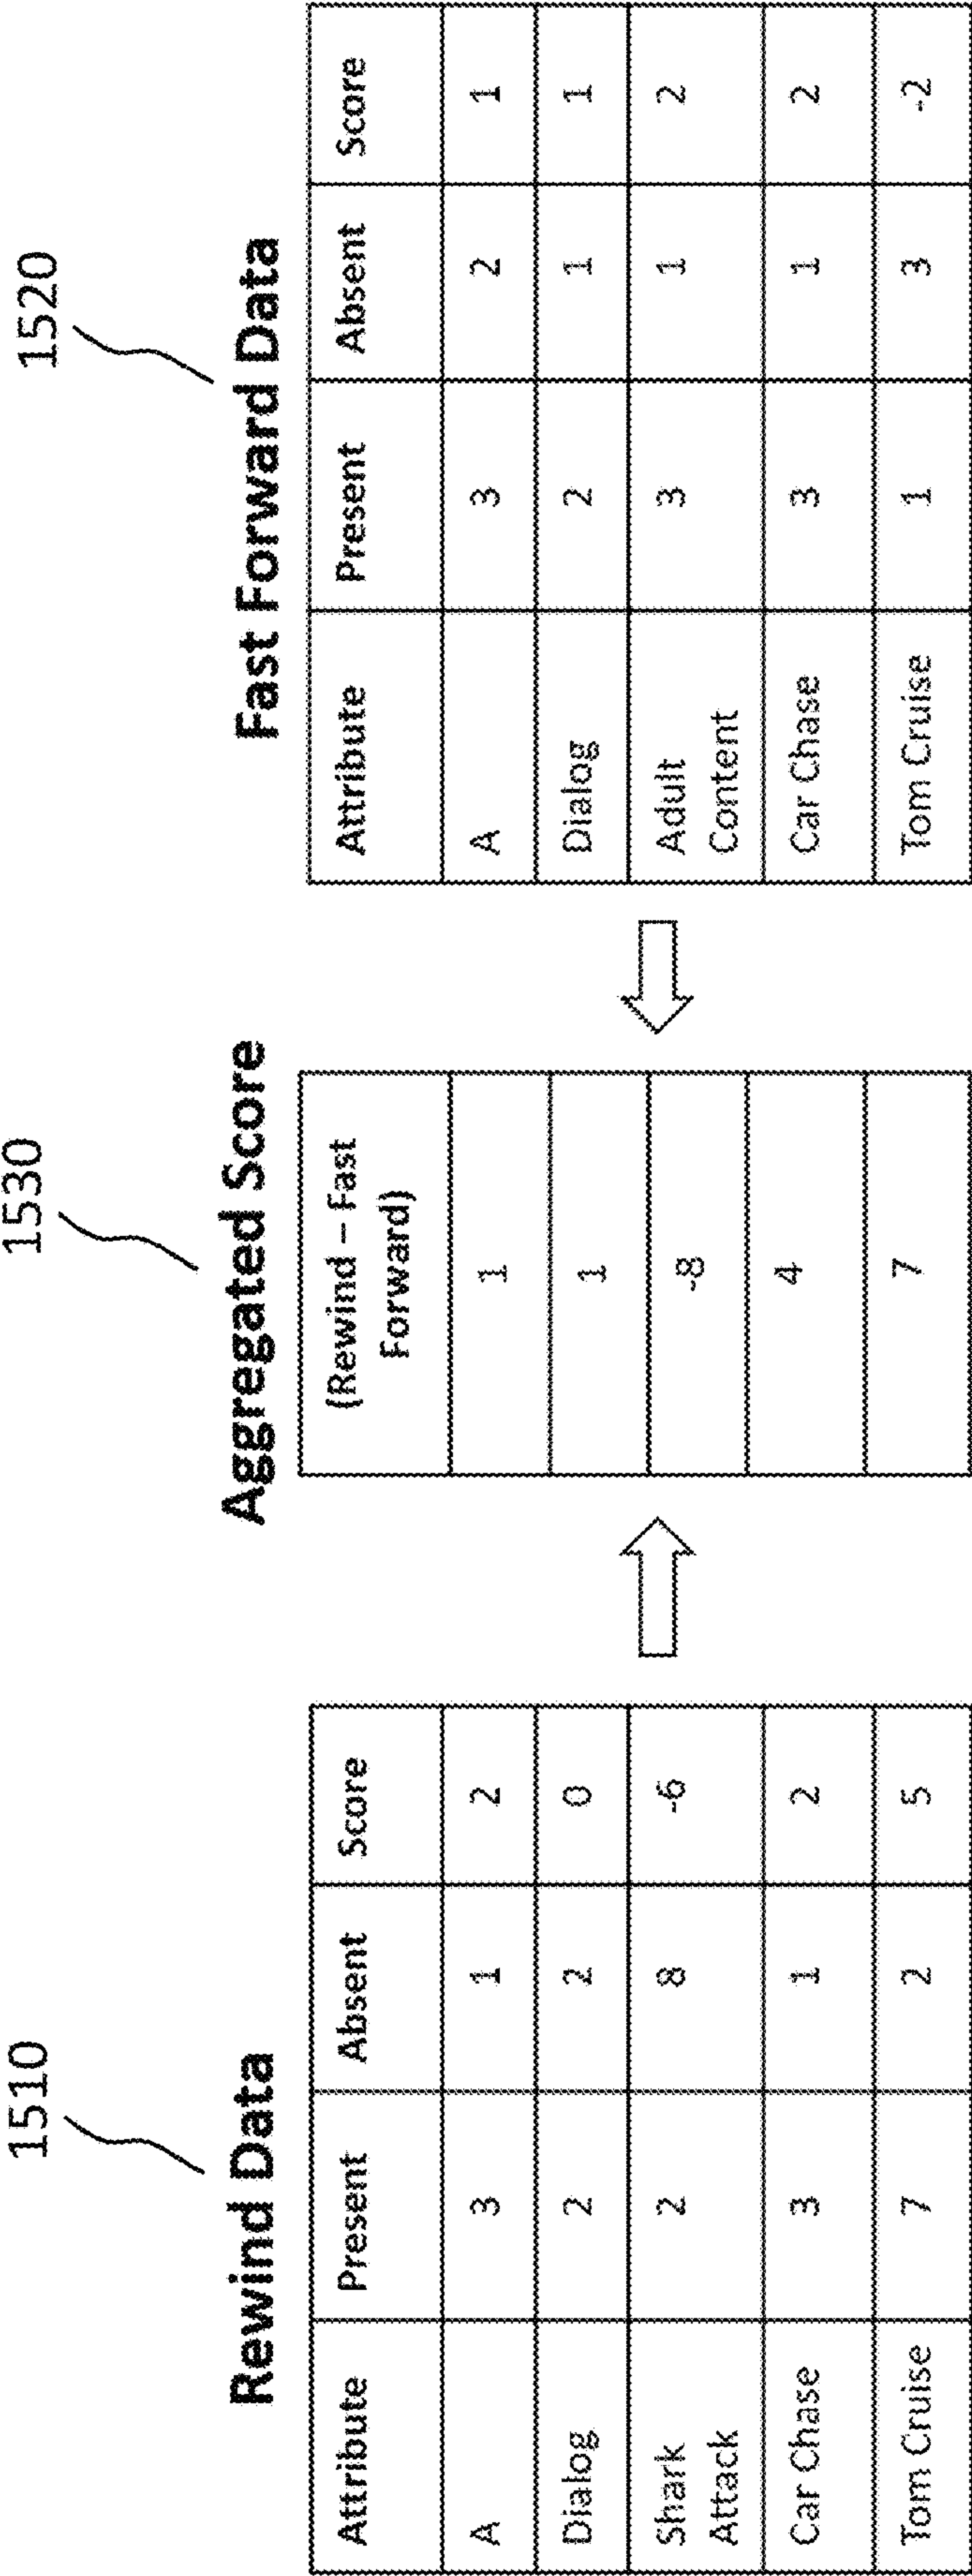 1510
Rewind Data
Attribute Present Absent Score
A 3 1 2
Dialog 2 2 0
Shark
Attack 2 8 -6
Car Chase 3 1 2
Tom Cruise 7 2 5
1530
Aggregated Score
(Rewind – Fast
Forward)
1
1
-8
4
7
1520
Fast Forward Data
Attribute Present Absent Score
A 3 2 1
Dialog 2 1 1
Adult
Content 3 1 2
Car Chase 3 1 2
Tom Cruise 1 3 -2